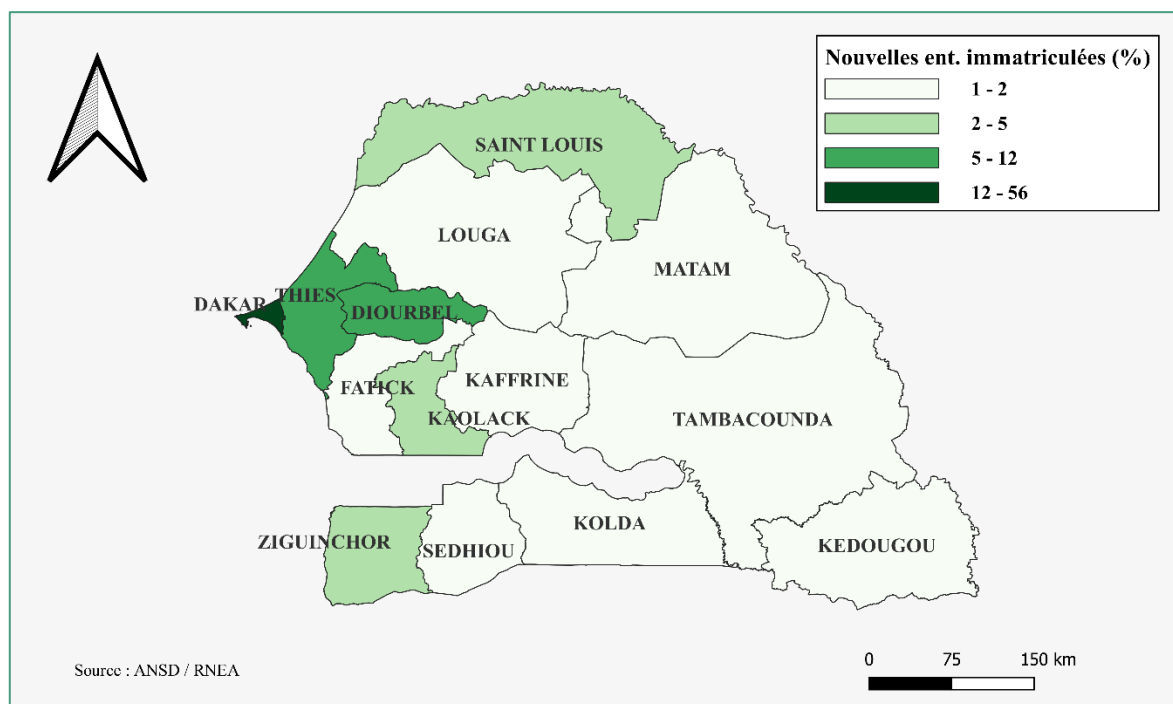 Nouvelles ent. immatriculées (%)
1 - 2
2 - 5
5 - 12
12 - 56
SAINT LOUIS
LOUGA
MATAM
DAKAR
THIES
DIOURBEL
FATICK
KAFFRINE
KAOLACK
TAMBACOUNDA
ZIGUINCHOR
SEDHIOU
KOLDA
KEDOUGOU
Source : ANSD / RNEA
0 75 150 km